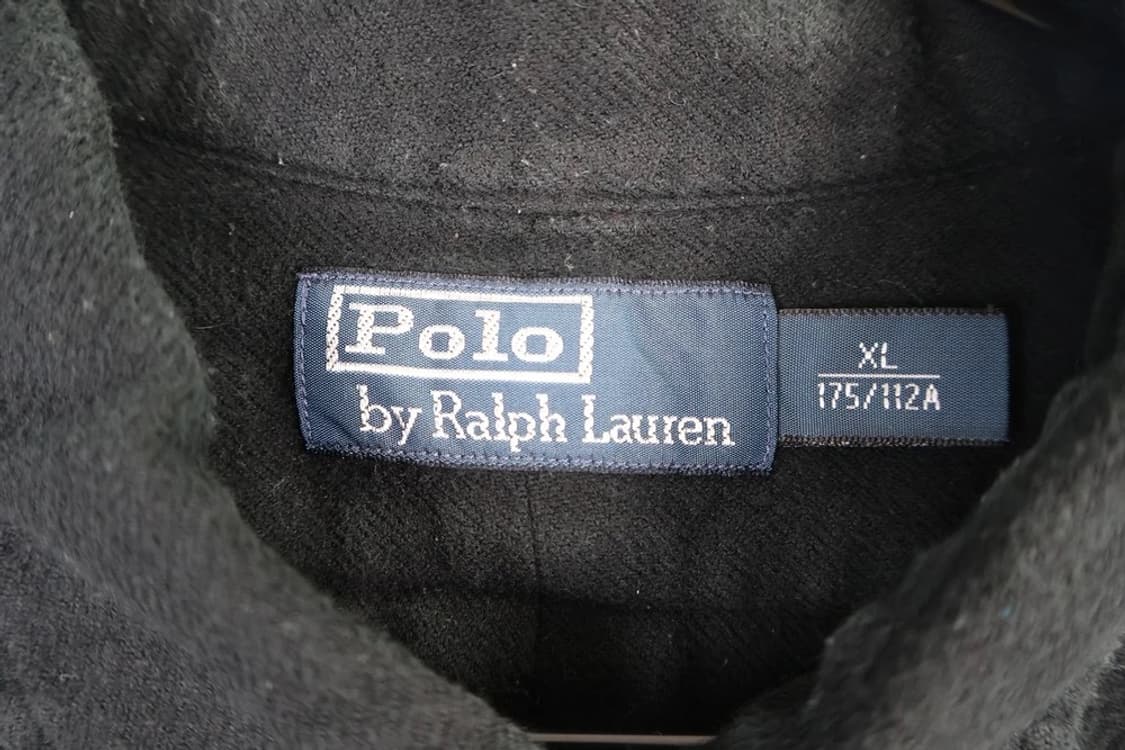 Polo
by Ralph Lauren
XL
175/112A